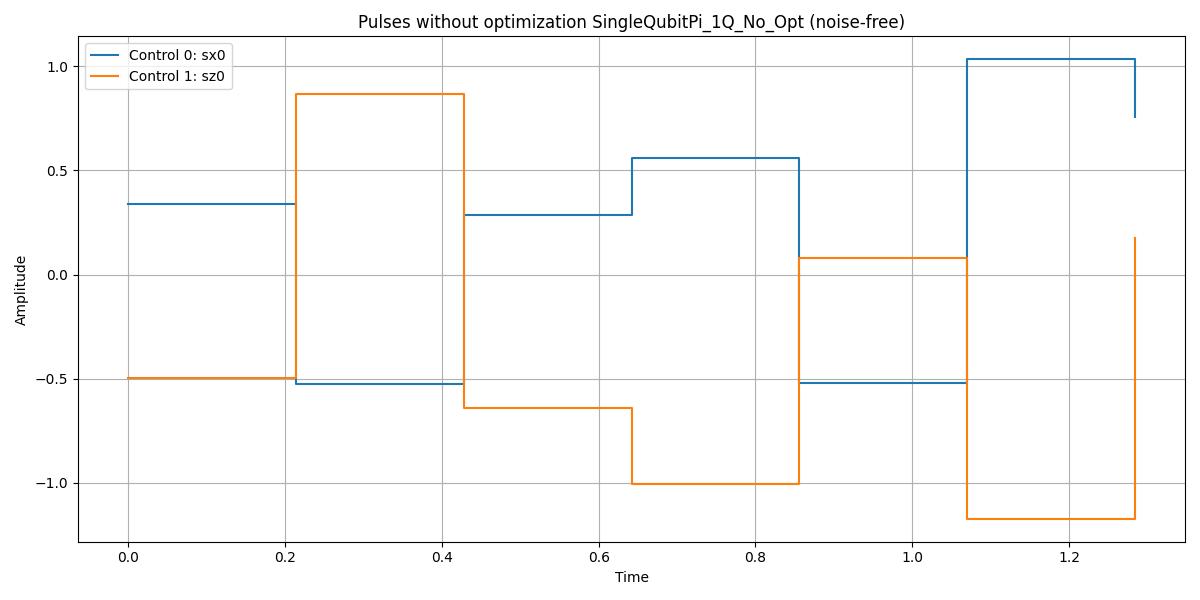 Pulses without optimization SingleQubitPi_1Q_No_Opt (noise-free)
Control 0: sx0
Control 1: sz0
Amplitude
1.0
0.5
0.0
−0.5
−1.0
0.0 0.2 0.4 0.6 0.8 1.0 1.2
Time